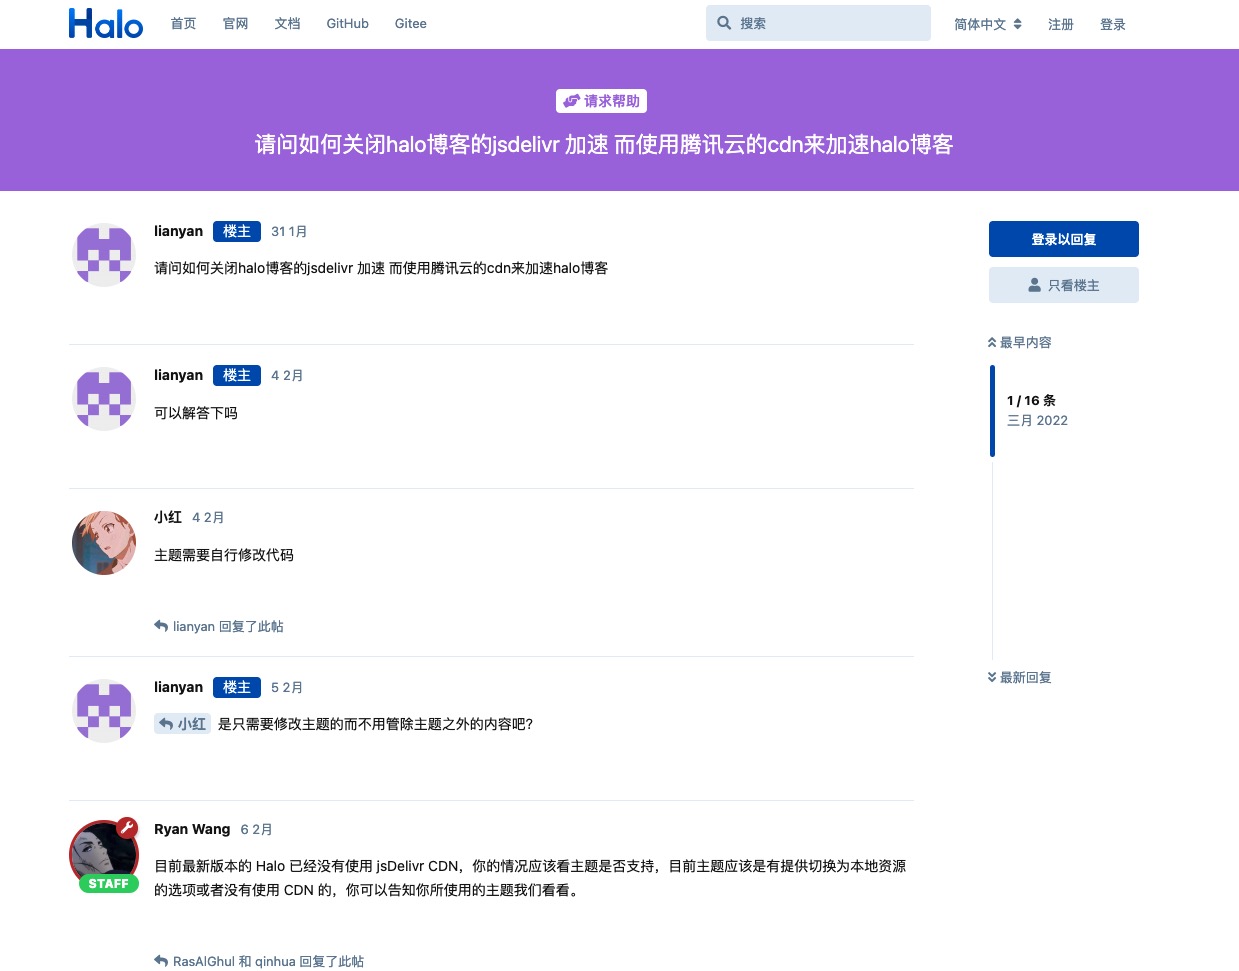 Halo 首页 官网 文档 GitHub Gitee 搜索 简体中文 注册 登录
请求帮助
请问如何关闭halo博客的jsdelivr 加速 而使用腾讯云的cdn来加速halo博客
lianyan 楼主 31 1月
请问如何关闭halo博客的jsdelivr 加速 而使用腾讯云的cdn来加速halo博客
lianyan 楼主 4 2月
可以解答下吗
小红 4 2月
主题需要自行修改代码
lianyan 回复了此帖
lianyan 楼主 5 2月
小红 是只需要修改主题的而不用管除主题之外的内容吧?
Ryan Wang 6 2月
STAFF
目前最新版本的 Halo 已经没有使用 jsDelivr CDN，你的情况应该看主题是否支持，目前主题应该是有提供切换为本地资源
的选项或者没有使用 CDN 的，你可以告知你所使用的主题我们看看。
RasAlGhul 和 qinhua 回复了此帖
登录以回复
只看楼主
最早内容
1 / 16 条
三月 2022
最新回复